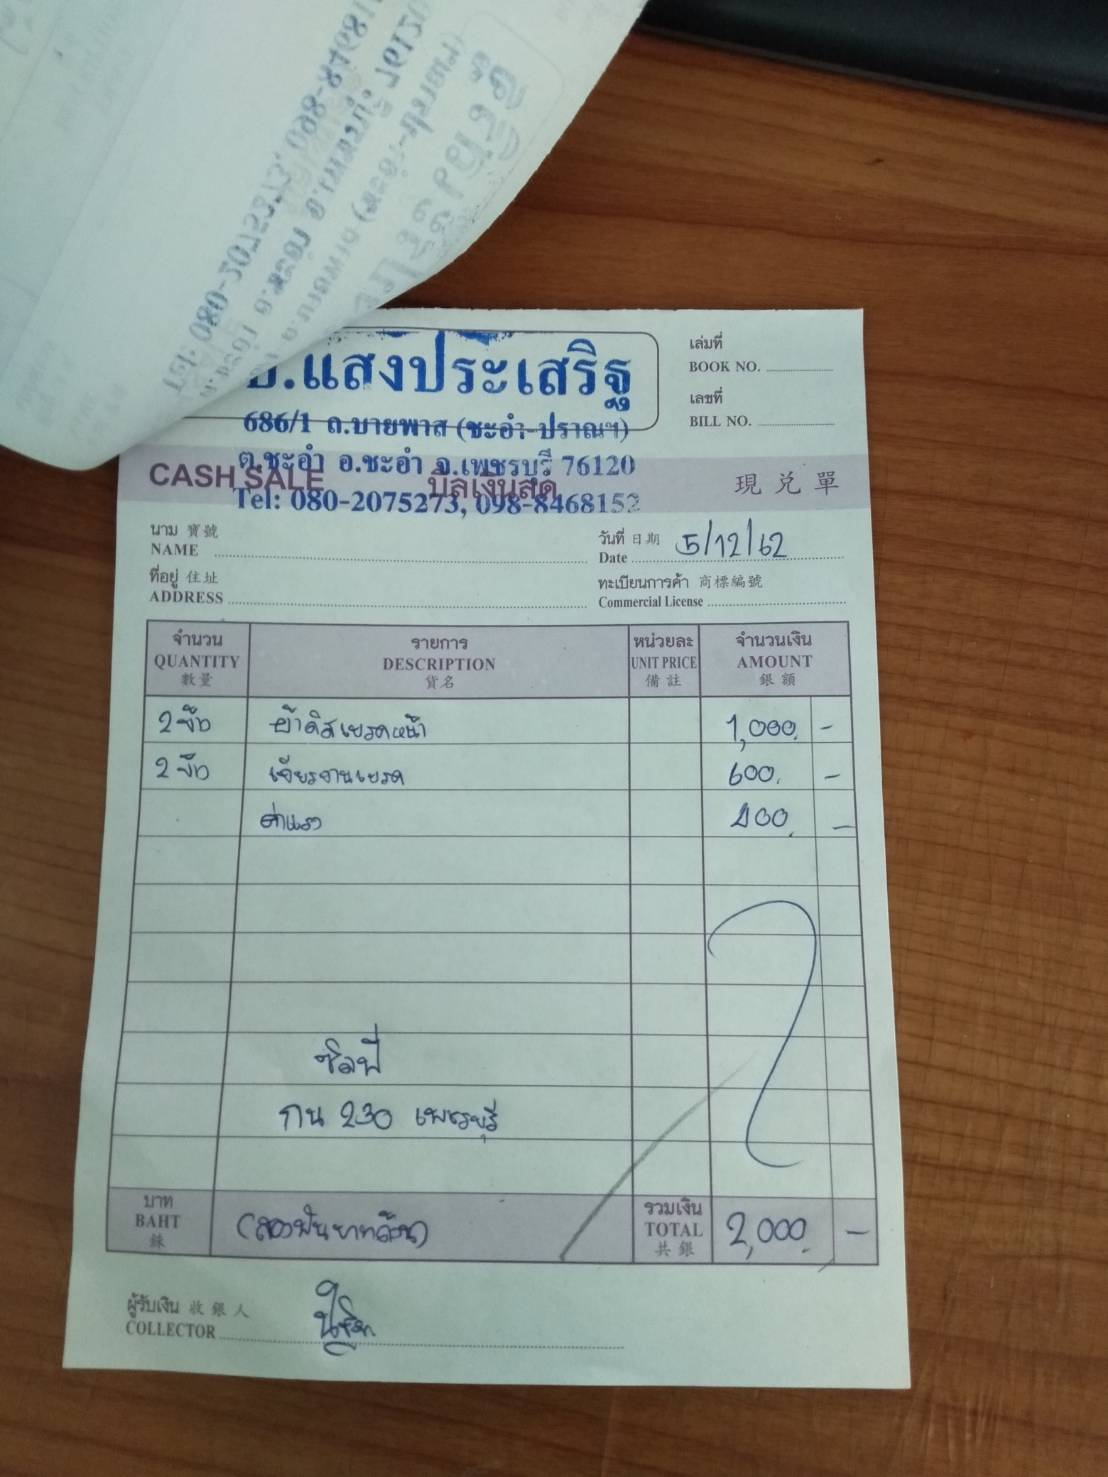 .แสงประเสริฐ
686/1 ถ.บายพาส (ชะอำ-ปราณฯ)
ต.ชะอำ อ.ชะอำ จ.เพชรบุรี 76120
Tel: 080-2075273, 098-8468152
เล่มที่
BOOK NO.
เลขที่
BILL NO.
CASH SALE บิลเงินสด 現兌單
นาม 寶號
NAME
วันที่ 日期 5/12/62
Date
ที่อยู่ 住址
ADDRESS
ทะเบียนการค้า 商標編號
Commercial License
จำนวน รายการ หน่วยละ จำนวนเงิน
QUANTITY DESCRIPTION UNIT PRICE AMOUNT
數量 貨名 備註 銀額
2 ข้าง ผ้าดิสเบรคหน้า 1,000.-
2 ข้าง เจียรจานเบรค 600.-
ค่าแรง 400.-
กน 230 เพชรบุรี
บาท
BAHT
銖
(สองพันบาทถ้วน)
รวมเงิน
TOTAL
共銀
2,000.-
ผู้รับเงิน 收銀人
COLLECTOR